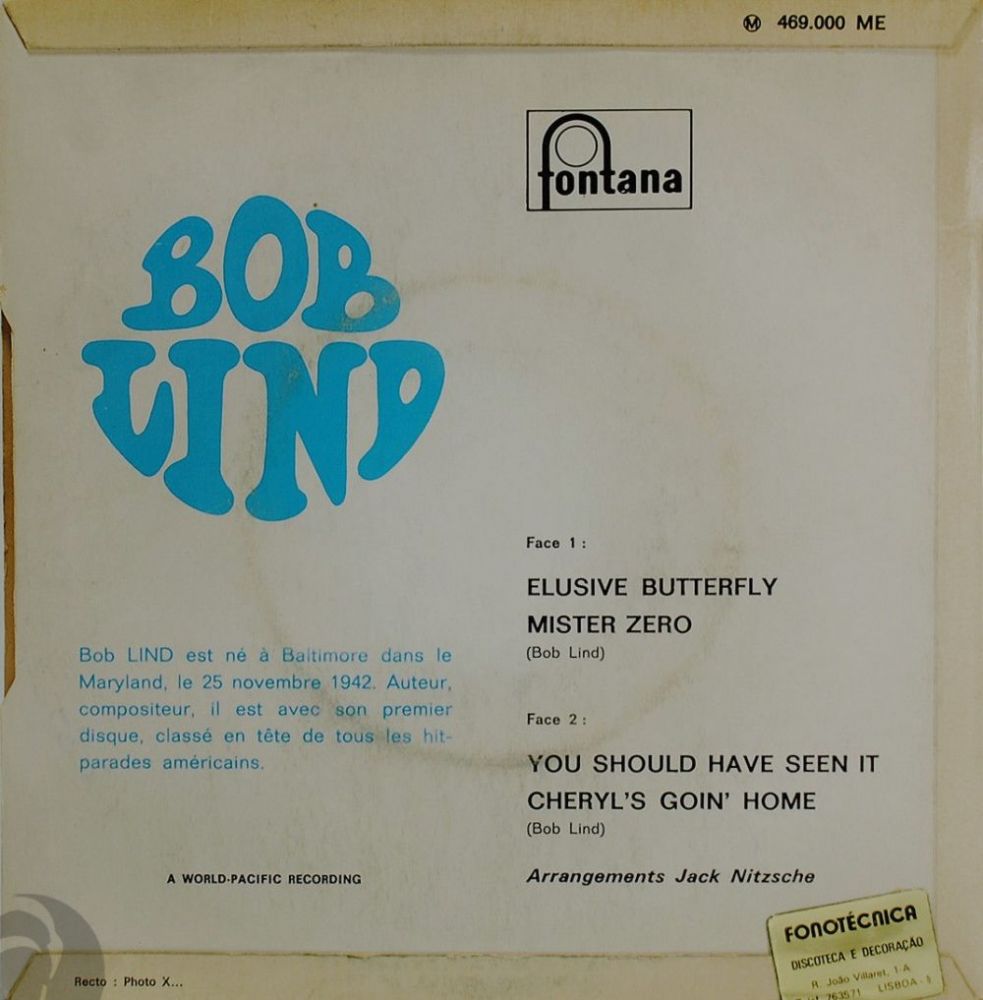 Ⓜ 469.000 ME
fontana
BOB
LIND
Face 1 :
ELUSIVE BUTTERFLY
MISTER ZERO
(Bob Lind)
Bob LIND est né à Baltimore dans le
Maryland, le 25 novembre 1942. Auteur,
compositeur, il est avec son premier
disque, classé en tête de tous les hit-
parades américains.
Face 2 :
YOU SHOULD HAVE SEEN IT
CHERYL'S GOIN' HOME
(Bob Lind)
A WORLD-PACIFIC RECORDING
Arrangements Jack Nitzsche
FONOTÉCNICA
DISCOTECA E DECORAÇÃO
R. João Villaret, 1-A
763571 LISBOA - 5
Recto : Photo X...